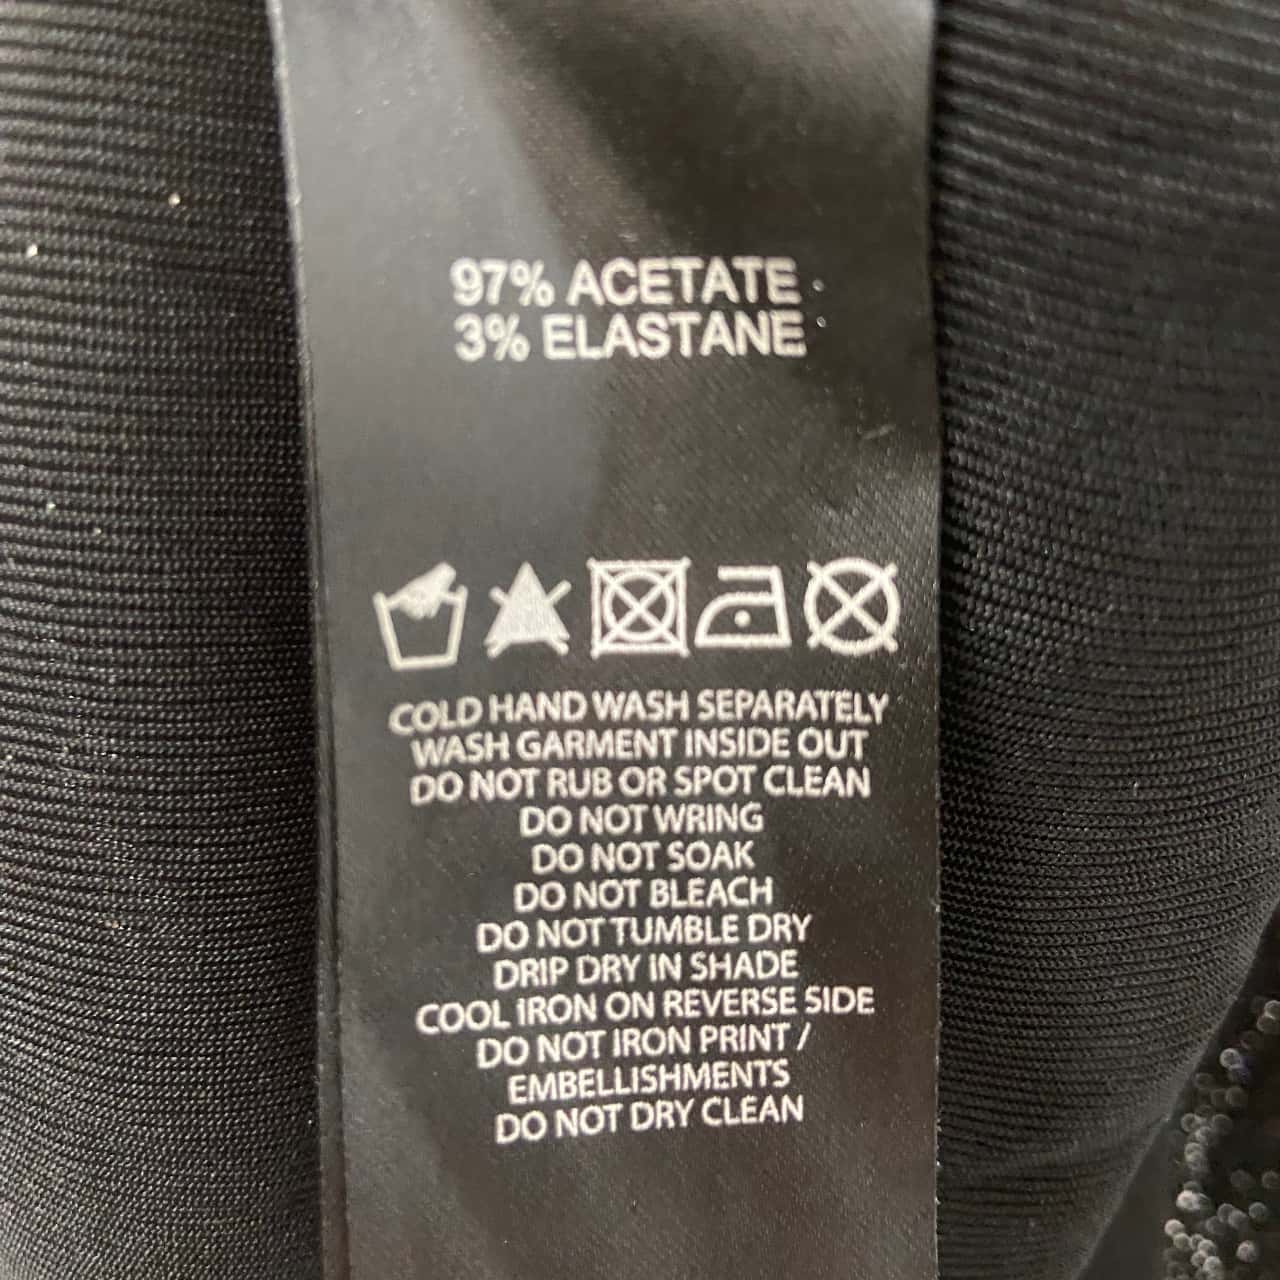 97% ACETATE
3% ELASTANE
COLD HAND WASH SEPARATELY
WASH GARMENT INSIDE OUT
DO NOT RUB OR SPOT CLEAN
DO NOT WRING
DO NOT SOAK
DO NOT BLEACH
DO NOT TUMBLE DRY
DRIP DRY IN SHADE
COOL IRON ON REVERSE SIDE
DO NOT IRON PRINT /
EMBELLISHMENTS
DO NOT DRY CLEAN